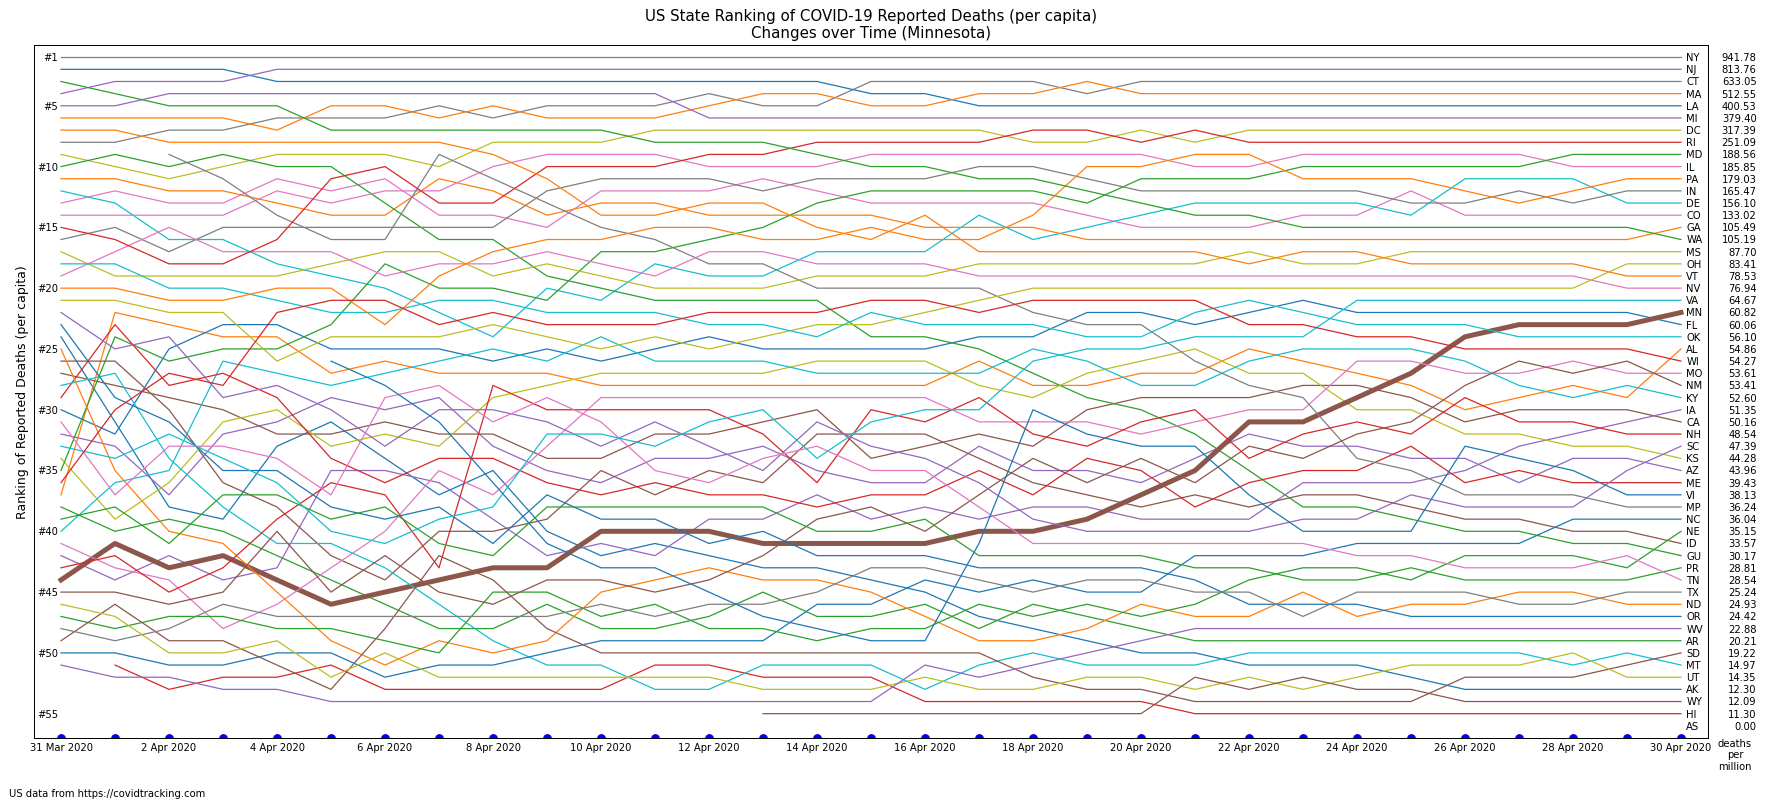 US State Ranking of COVID-19 Reported Deaths (per capita)
Changes over Time (Minnesota)
Ranking of Reported Deaths (per capita)
#1
#5
#10
#15
#20
#25
#30
#35
#40
#45
#50
#55
NY 941.78
NJ 813.76
CT 633.05
MA 512.55
LA 400.53
MI 379.40
DC 317.39
RI 251.09
MD 188.56
IL 185.85
PA 179.03
IN 165.47
DE 156.10
CO 133.02
GA 105.49
WA 105.19
MS 87.70
OH 83.41
VT 78.53
NV 76.94
VA 64.67
MN 60.82
FL 60.06
OK 56.10
AL 54.86
WI 54.27
MO 53.61
NM 53.41
KY 52.60
IA 51.35
CA 50.16
NH 48.54
SC 47.39
KS 44.28
AZ 43.96
ME 39.43
VI 38.13
MP 36.24
NC 36.04
NE 35.15
ID 33.57
GU 30.17
PR 28.81
TN 28.54
TX 25.24
ND 24.93
OR 24.42
WV 22.88
AR 20.21
SD 19.22
MT 14.97
UT 14.35
AK 12.30
WY 12.09
HI 11.30
AS 0.00
31 Mar 2020 2 Apr 2020 4 Apr 2020 6 Apr 2020 8 Apr 2020 10 Apr 2020 12 Apr 2020 14 Apr 2020 16 Apr 2020 18 Apr 2020 20 Apr 2020 22 Apr 2020 24 Apr 2020 26 Apr 2020 28 Apr 2020 30 Apr 2020
deaths
per
million
US data from https://covidtracking.com